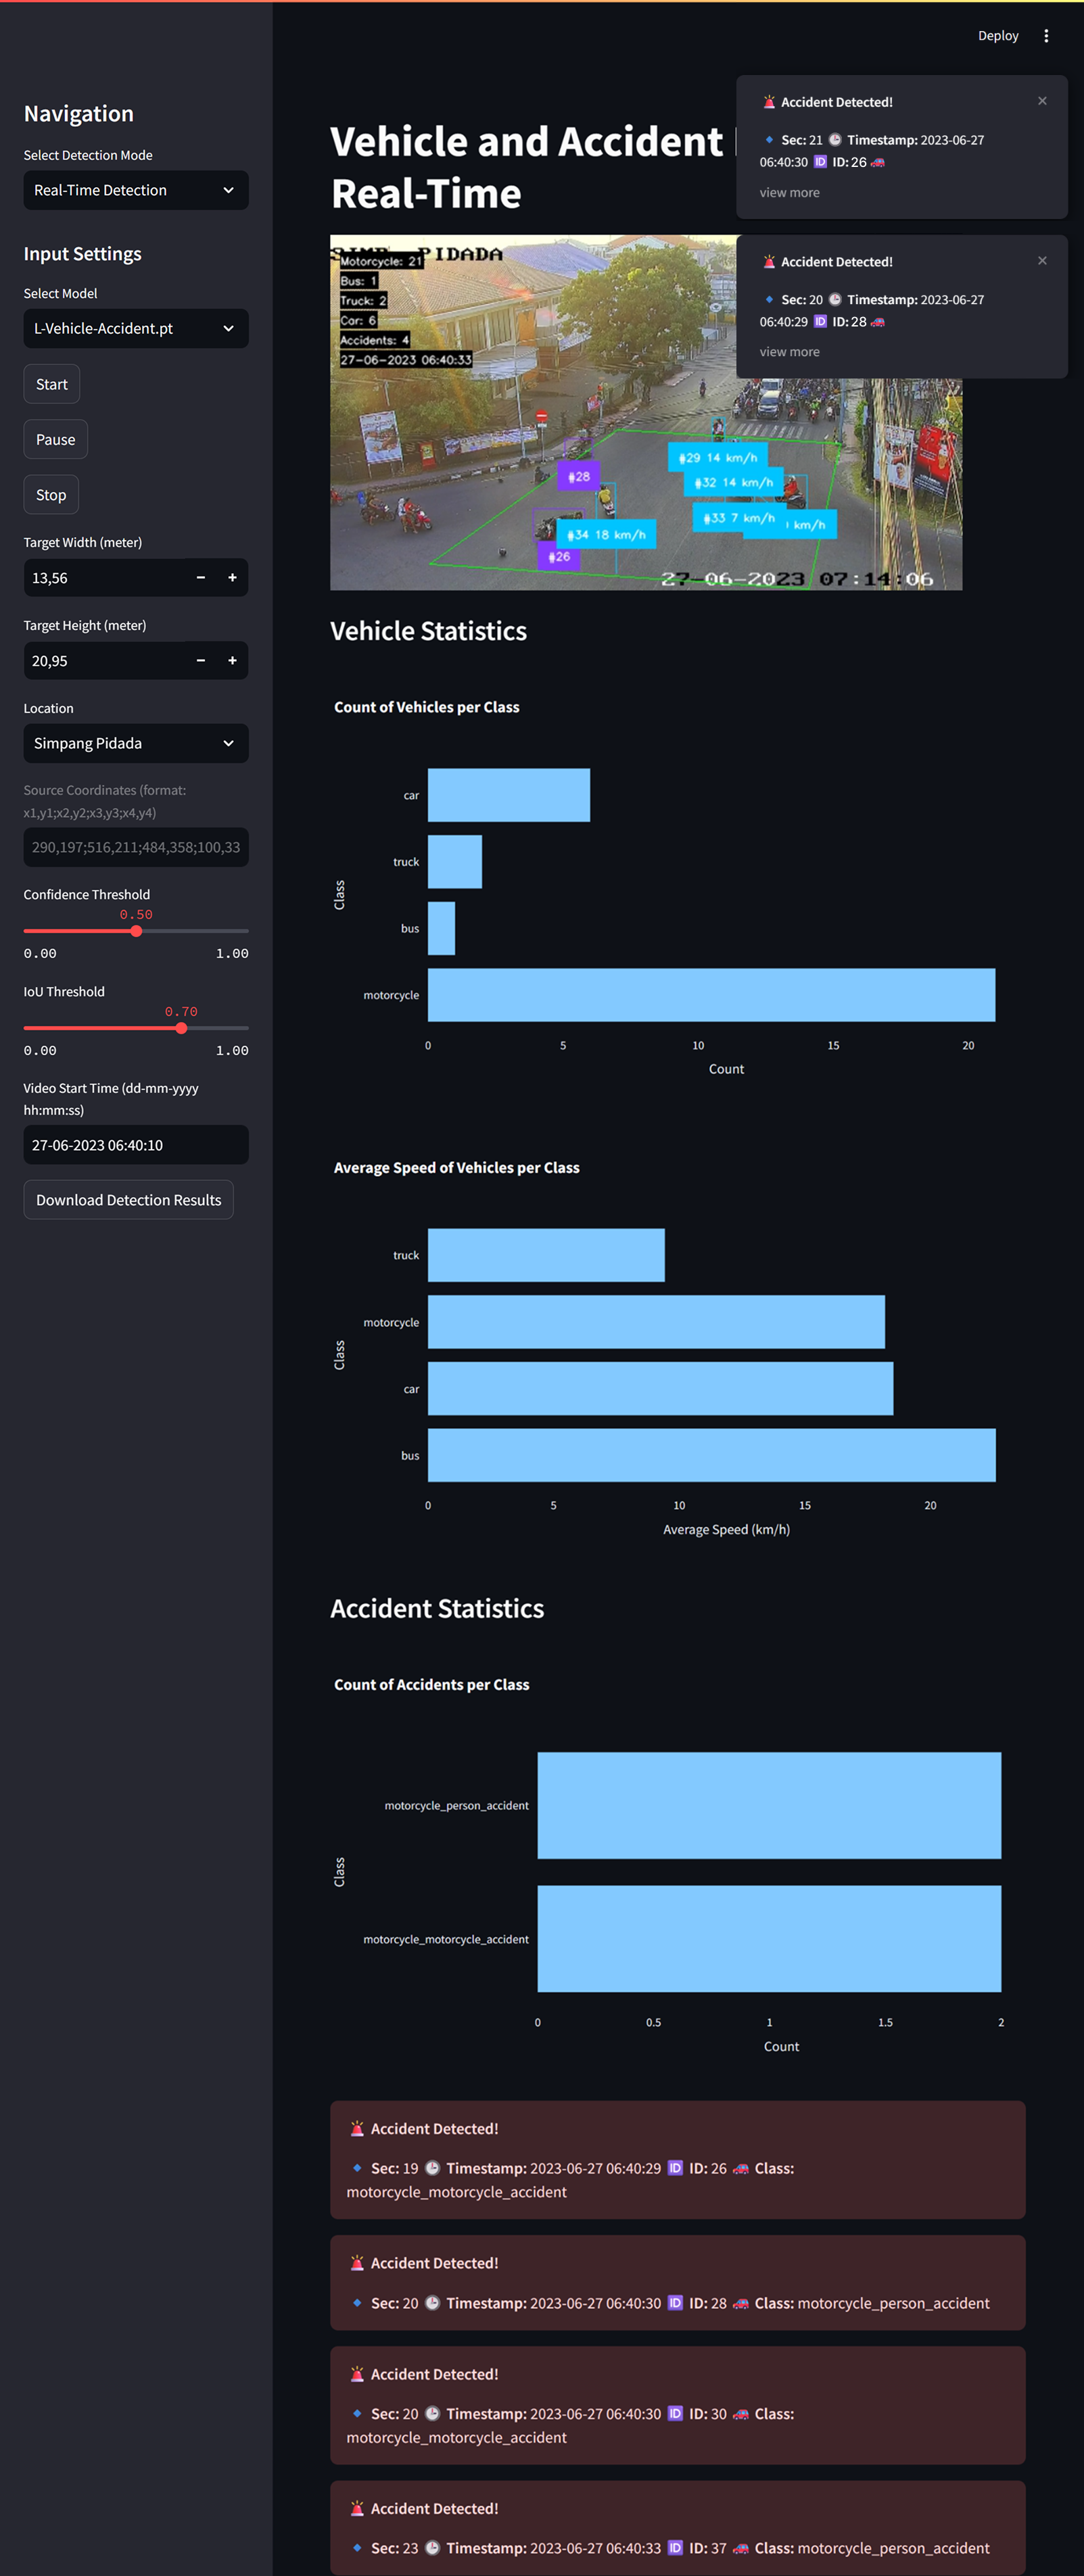 Deploy
Navigation
Select Detection Mode
Real-Time Detection
Input Settings
Select Model
L-Vehicle-Accident.pt
Start
Pause
Stop
Target Width (meter)
13,56
Target Height (meter)
20,95
Location
Simpang Pidada
Source Coordinates (format:
x1,y1;x2,y2;x3,y3;x4,y4)
290,197;516,211;484,358;100,33
Confidence Threshold
0.50
0.00 1.00
IoU Threshold
0.70
0.00 1.00
Video Start Time (dd-mm-yyyy
hh:mm:ss)
27-06-2023 06:40:10
Download Detection Results
Vehicle and Accident
Real-Time
Accident Detected!
Sec: 21 Timestamp: 2023-06-27
06:40:30 🆔 ID: 26
view more
Accident Detected!
Sec: 20 Timestamp: 2023-06-27
06:40:29 🆔 ID: 28
view more
PIDADA
Motorcycle: 21
Bus: 1
Truck: 2
Car: 6
Accidents: 4
27-06-2023 06:40:33
#29 14 km/h
#28
#32 14 km/h
#33 7 km/h
km/h
#34 18 km/h
#26
27-06-2023 07:14:06
Vehicle Statistics
Count of Vehicles per Class
Class
car
truck
bus
motorcycle
0 5 10 15 20
Count
Average Speed of Vehicles per Class
Class
truck
motorcycle
car
bus
0 5 10 15 20
Average Speed (km/h)
Accident Statistics
Count of Accidents per Class
Class
motorcycle_person_accident
motorcycle_motorcycle_accident
0 0.5 1 1.5 2
Count
Accident Detected!
Sec: 19 Timestamp: 2023-06-27 06:40:29 🆔 ID: 26 Class:
motorcycle_motorcycle_accident
Accident Detected!
Sec: 20 Timestamp: 2023-06-27 06:40:30 🆔 ID: 28 Class: motorcycle_person_accident
Accident Detected!
Sec: 20 Timestamp: 2023-06-27 06:40:30 🆔 ID: 30 Class:
motorcycle_motorcycle_accident
Accident Detected!
Sec: 23 Timestamp: 2023-06-27 06:40:33 🆔 ID: 37 Class: motorcycle_person_accident